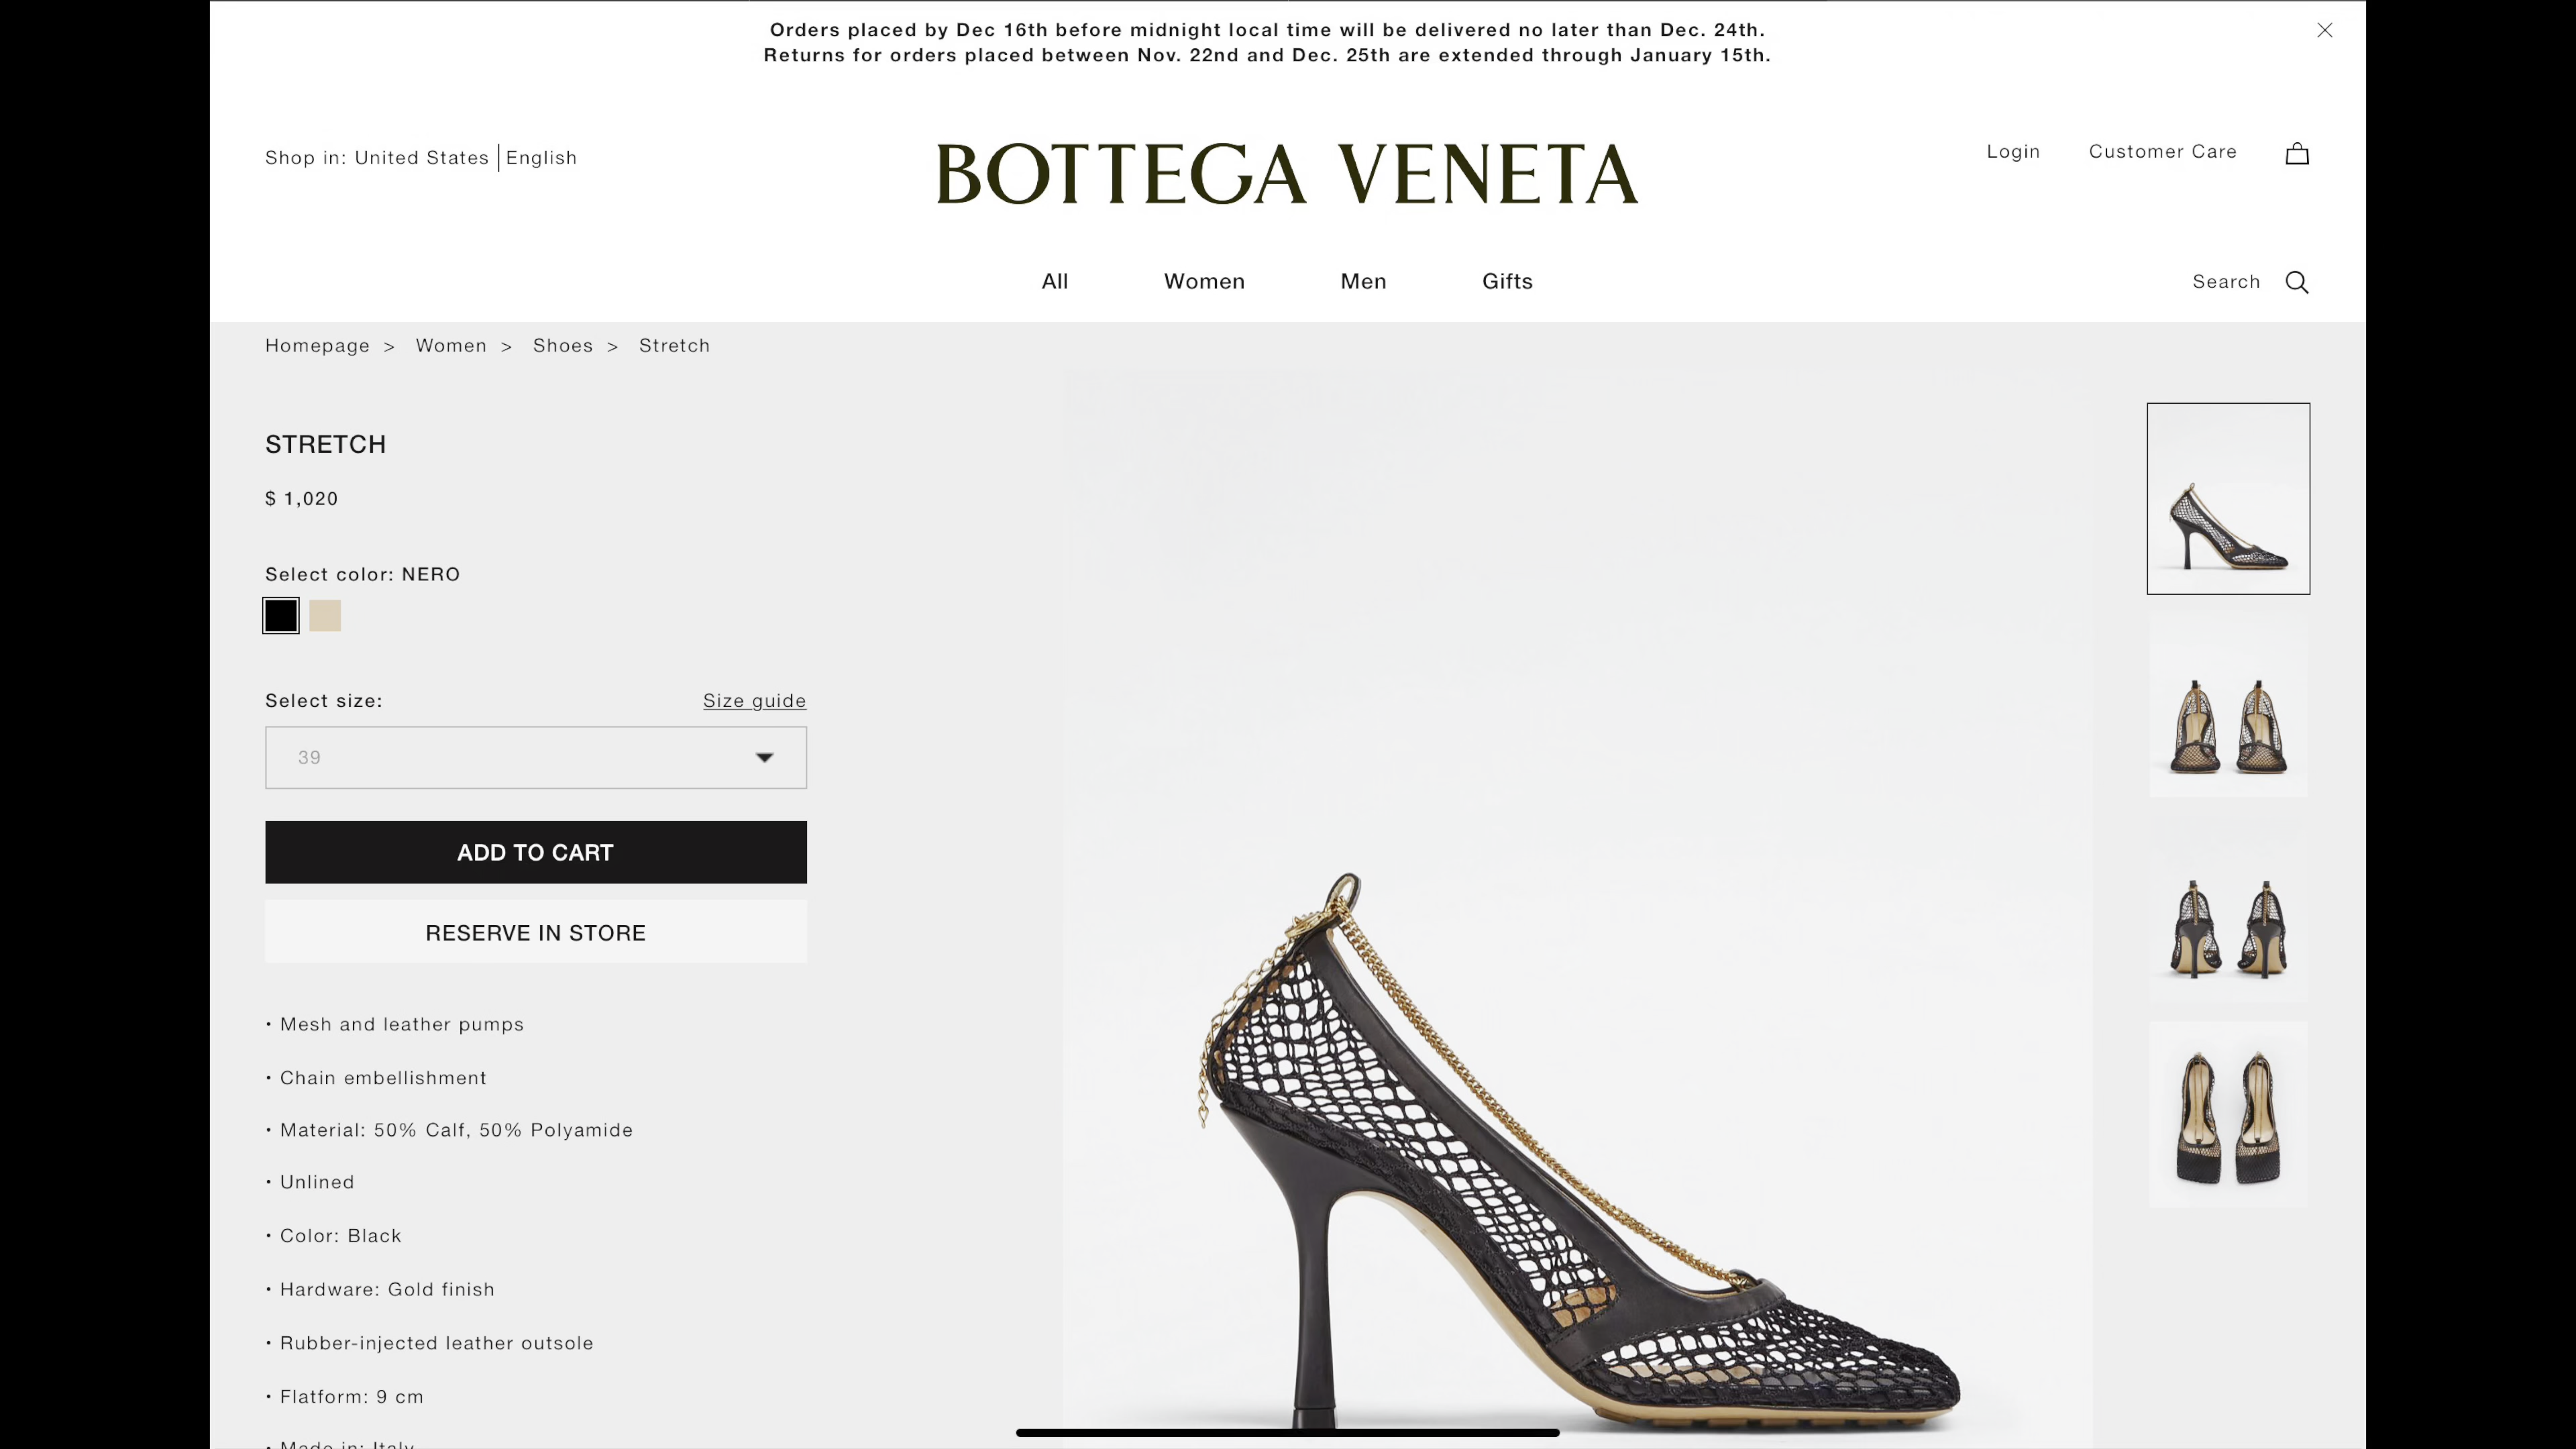 Orders placed by Dec 16th before midnight local time will be delivered no later than Dec. 24th.
Returns for orders placed between Nov. 22nd and Dec. 25th are extended through January 15th.
Shop in: United States | English
BOTTEGA VENETA
Login
Customer Care
All
Women
Men
Gifts
Search
Homepage > Women > Shoes > Stretch
STRETCH
$ 1,020
Select color: NERO
Select size:
Size guide
39
ADD TO CART
RESERVE IN STORE
• Mesh and leather pumps
• Chain embellishment
• Material: 50% Calf, 50% Polyamide
• Unlined
• Color: Black
• Hardware: Gold finish
• Rubber-injected leather outsole
• Flatform: 9 cm
• Made in: Italy